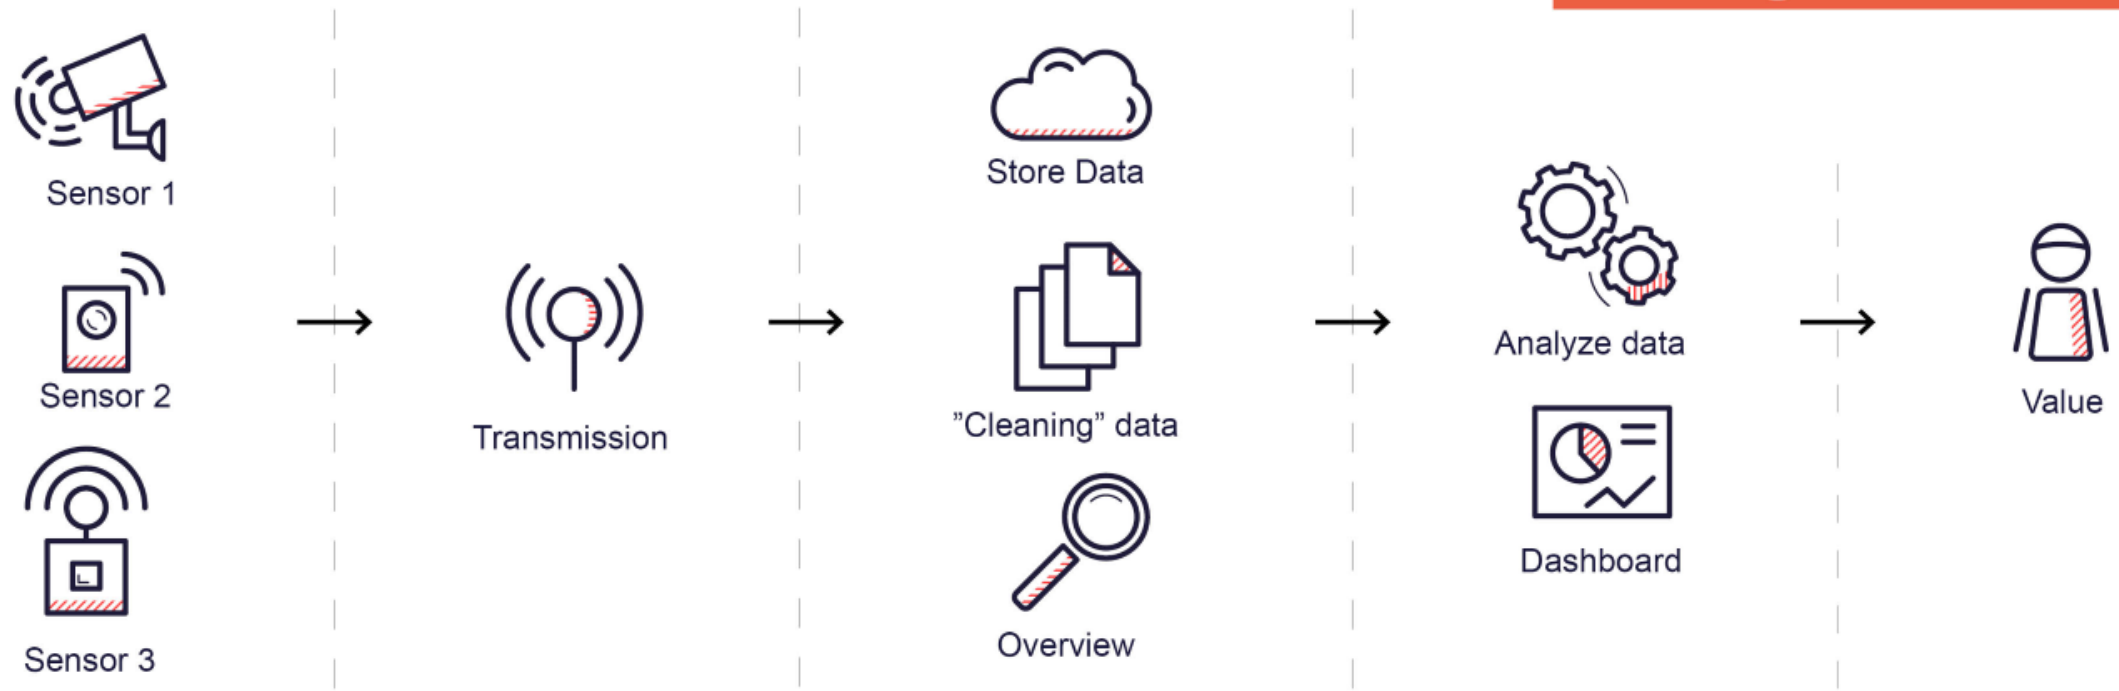 Sensor 1
Sensor 2
Sensor 3
Transmission
Store Data
”Cleaning” data
Overview
Analyze data
Dashboard
Value